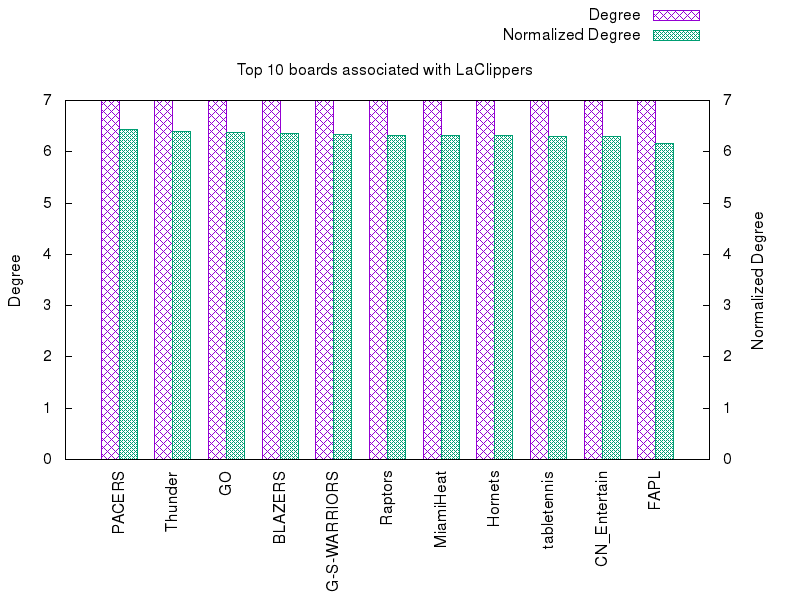 Degree
Normalized Degree
Top 10 boards associated with LaClippers
7
6
5
4
3
2
1
0
7
6
5
4
3
2
1
0
Degree
Normalized Degree
PACERS
Thunder
GO
BLAZERS
G-S-WARRIORS
Raptors
MiamiHeat
Hornets
tabletennis
CN_Entertain
FAPL